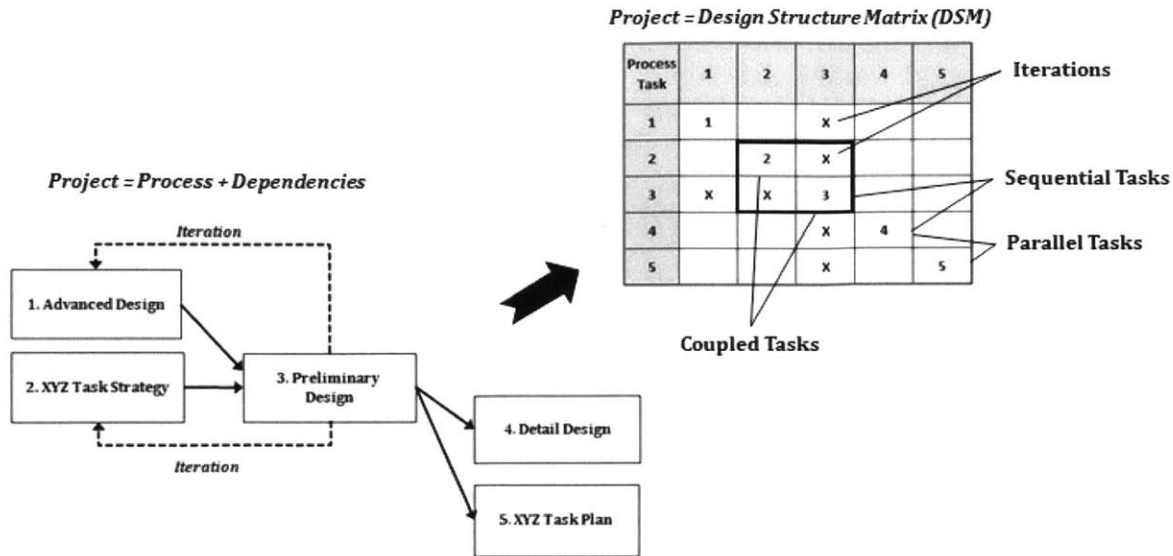 Project = Design Structure Matrix (DSM)
Process
Task
1
2
3
4
5
1
1
X
2
2
X
3
X
X
3
4
X
4
5
X
5
Iterations
Sequential Tasks
Parallel Tasks
Coupled Tasks
Project = Process + Dependencies
Iteration
1. Advanced Design
2. XYZ Task Strategy
3. Preliminary
Design
4. Detail Design
Iteration
5. XYZ Task Plan